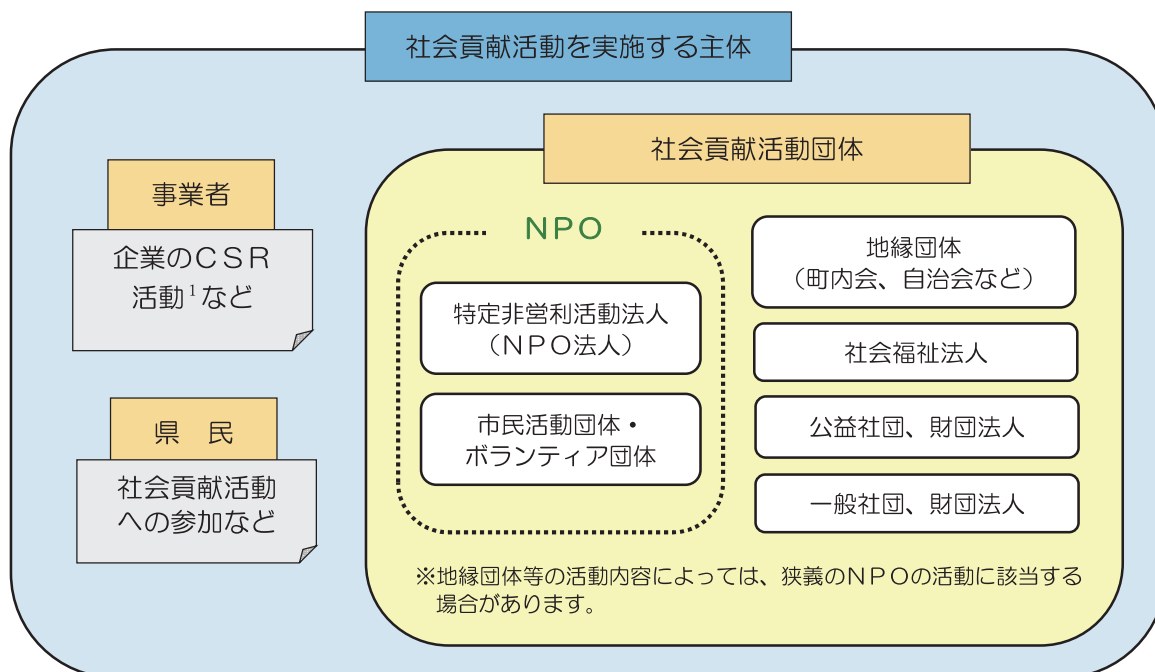 社会貢献活動を実施する主体
事業者
企業のCSR
活動1など
県　民
社会貢献活動
への参加など
社会貢献活動団体
NPO
特定非営利活動法人
（NPO法人）
市民活動団体・
ボランティア団体
地縁団体
（町内会、自治会など）
社会福祉法人
公益社団、財団法人
一般社団、財団法人
※地縁団体等の活動内容によっては、狭義のNPOの活動に該当する
場合があります。